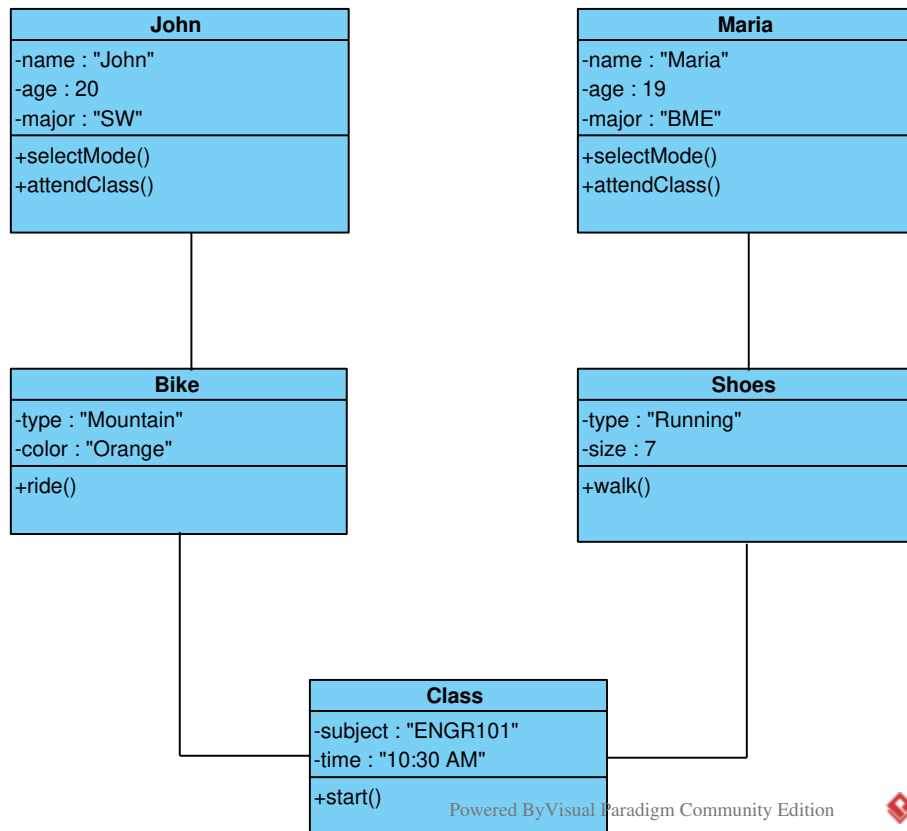 John
-name : "John"
-age : 20
-major : "SW"
+selectMode()
+attendClass()
Maria
-name : "Maria"
-age : 19
-major : "BME"
+selectMode()
+attendClass()
Bike
-type : "Mountain"
-color : "Orange"
+ride()
Shoes
-type : "Running"
-size : 7
+walk()
Class
-subject : "ENGR101"
-time : "10:30 AM"
+start()
Powered ByVisual Paradigm Community Edition